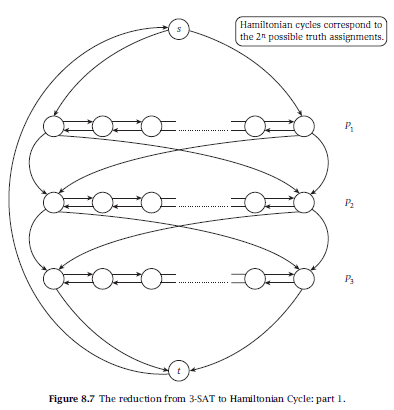 s
Hamiltonian cycles correspond to
the 2ⁿ possible truth assignments.
P₁
P₂
P₃
t
Figure 8.7 The reduction from 3-SAT to Hamiltonian Cycle: part 1.